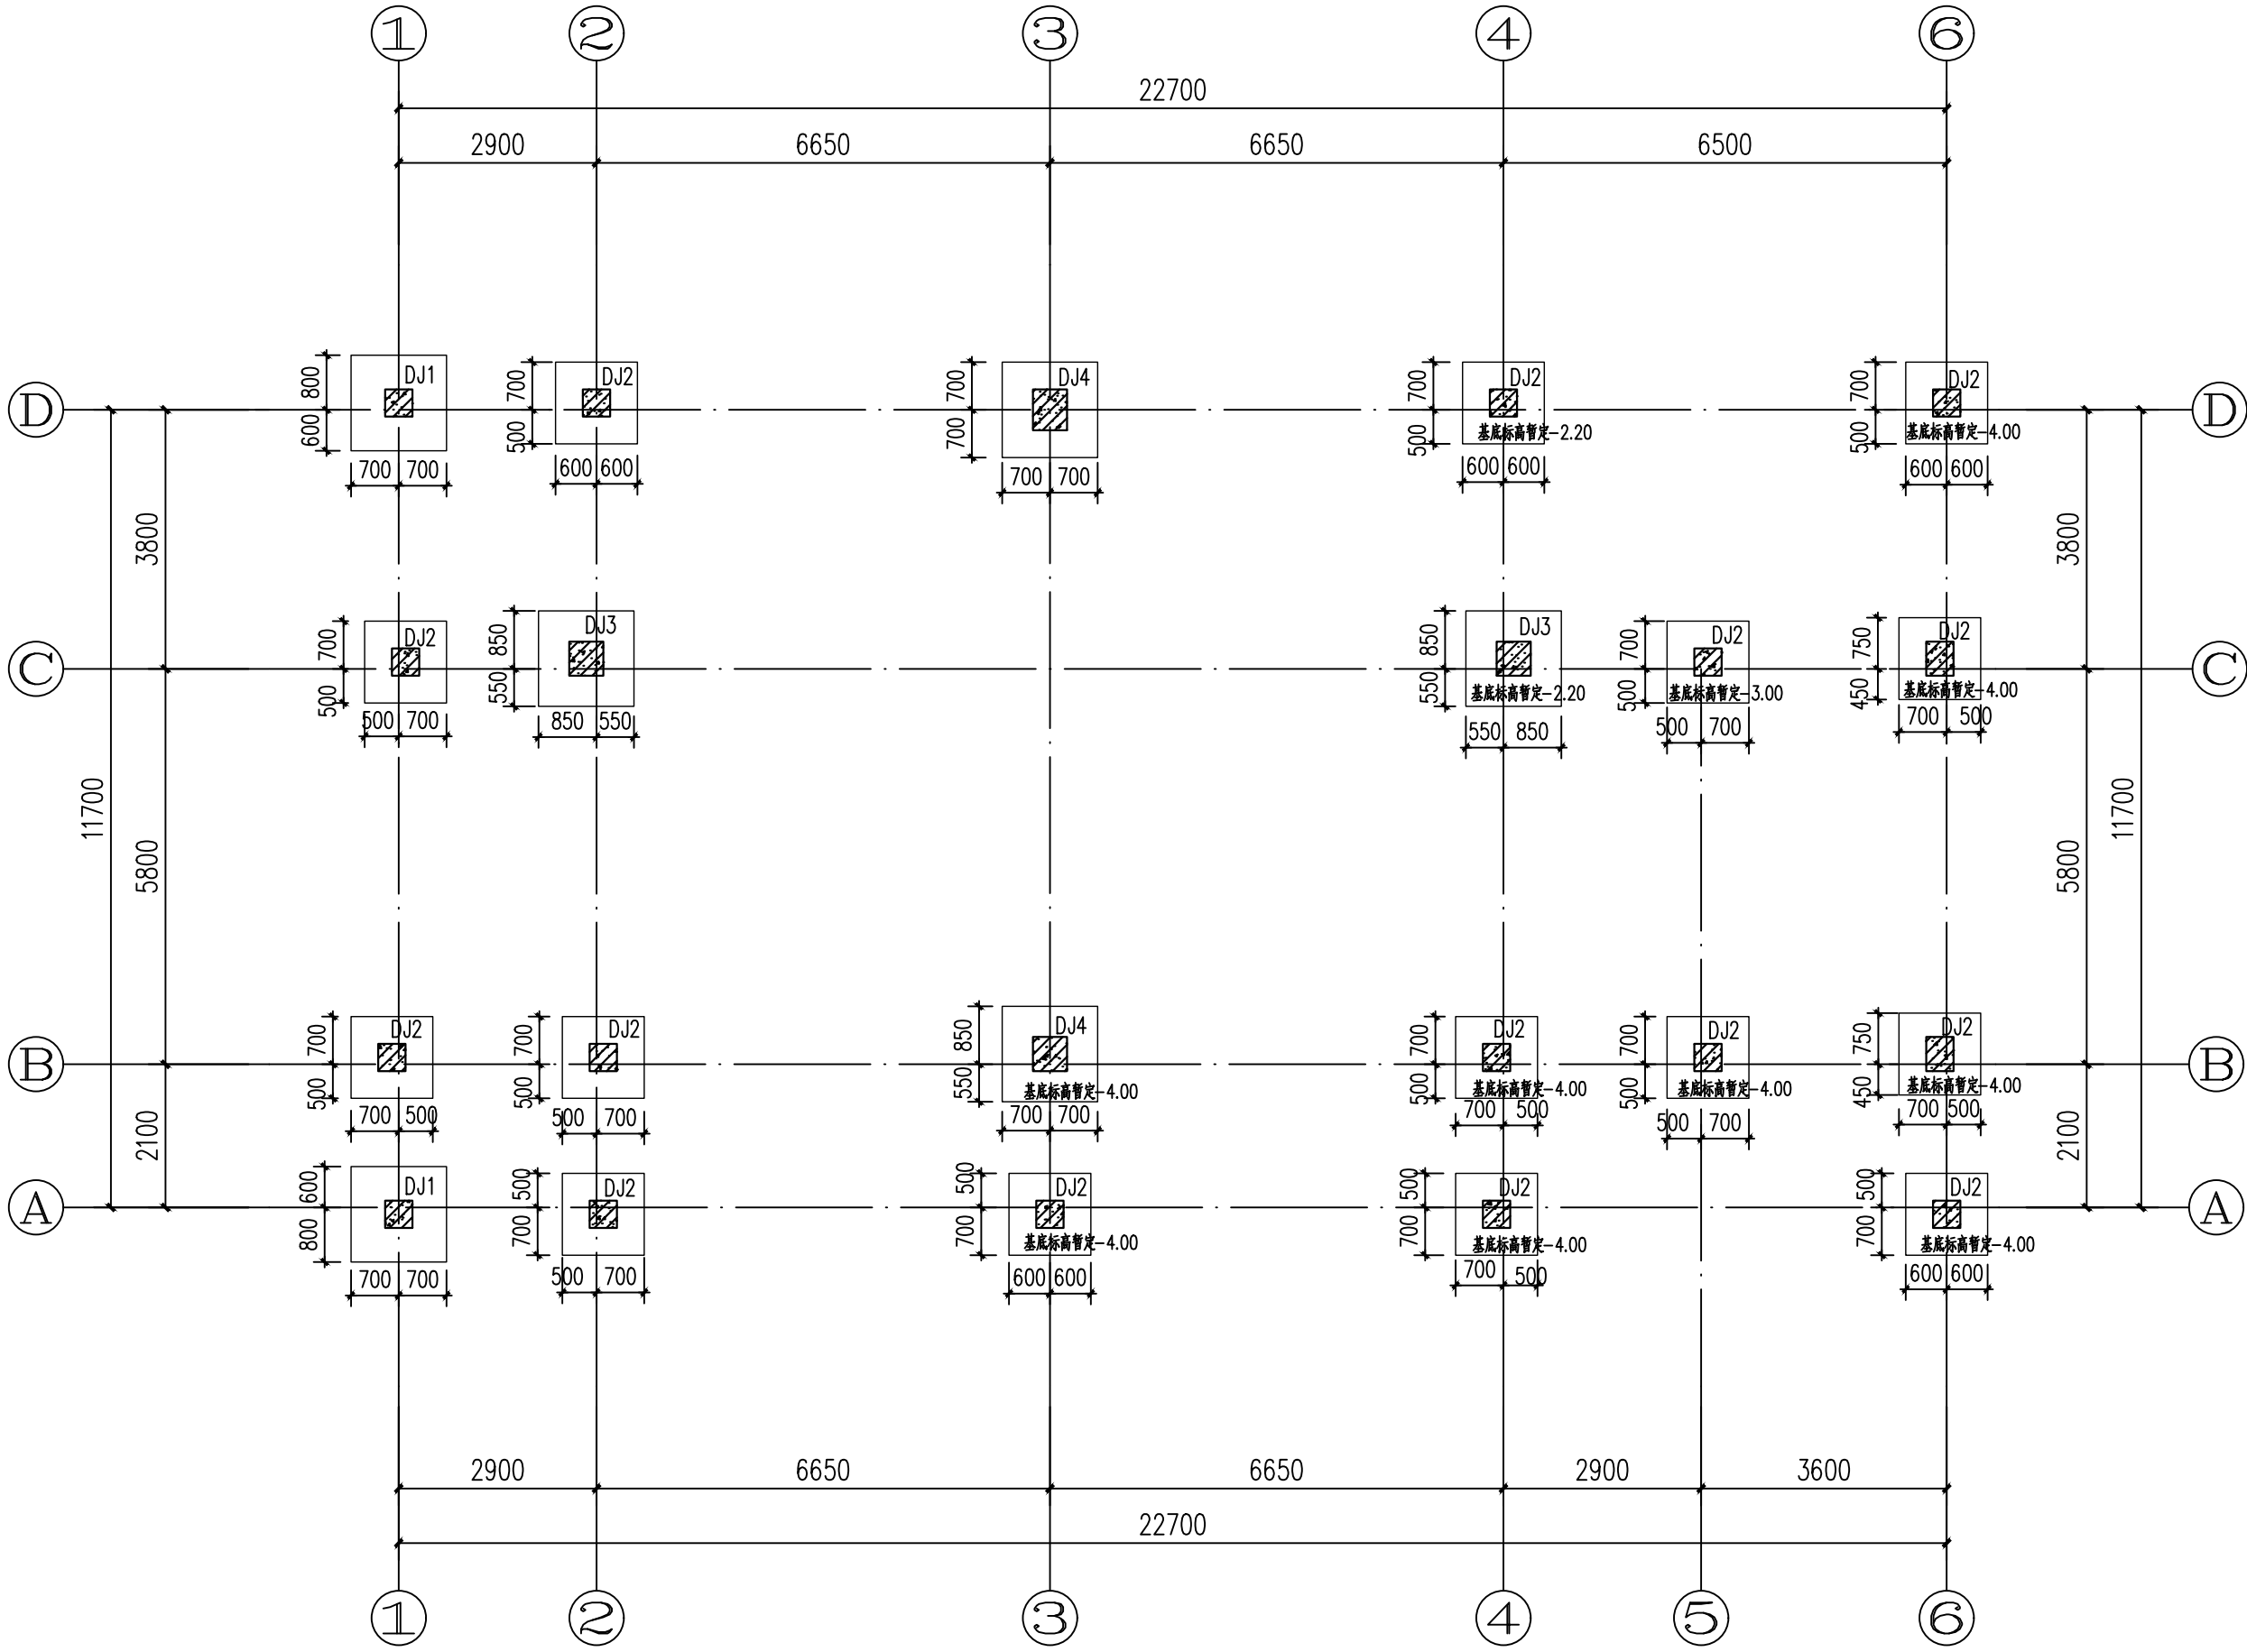 1 2 3 4 6
22700
2900 6650 6650 6500
D D
800 DJ1 700 DJ2 700 DJ4 700 DJ2 700 DJ2
600 500 700 500 基底标高暂定-2.20 500 基底标高暂定-4.00
700 700 600 600 700 700 600 600 600 600
3800 3800
C C
700 DJ2 850 DJ3 850 DJ3 700 DJ2 750 DJ2
500 550 550 基底标高暂定-2.20 500 基底标高暂定-3.00 450 基底标高暂定-4.00
500 700 850 550 550 850 500 700 700 500
11700 11700
5800 5800
B B
700 DJ2 700 DJ2 850 DJ4 700 DJ2 700 DJ2 750 DJ2
500 500 550 基底标高暂定-4.00 500 基底标高暂定-4.00 500 基底标高暂定-4.00 450 基底标高暂定-4.00
700 500 500 700 700 700 700 500 500 700 700 500
2100 2100
A A
600 DJ1 500 DJ2 500 DJ2 500 DJ2 500 DJ2
800 700 700 基底标高暂定-4.00 700 基底标高暂定-4.00 700 基底标高暂定-4.00
700 700 500 700 600 600 700 500 600 600
2900 6650 6650 2900 3600
22700
1 2 3 4 5 6